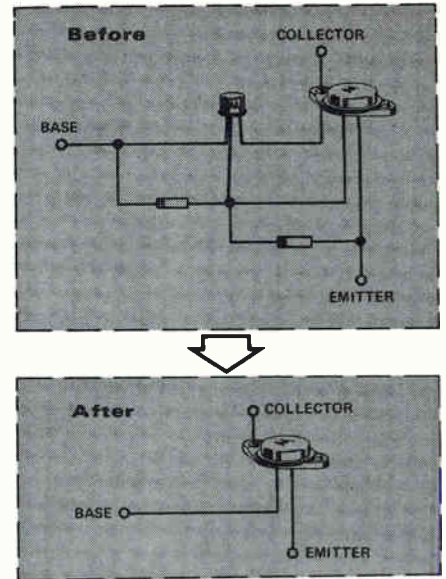 Before
COLLECTOR
BASE
EMITTER
After
COLLECTOR
BASE
EMITTER